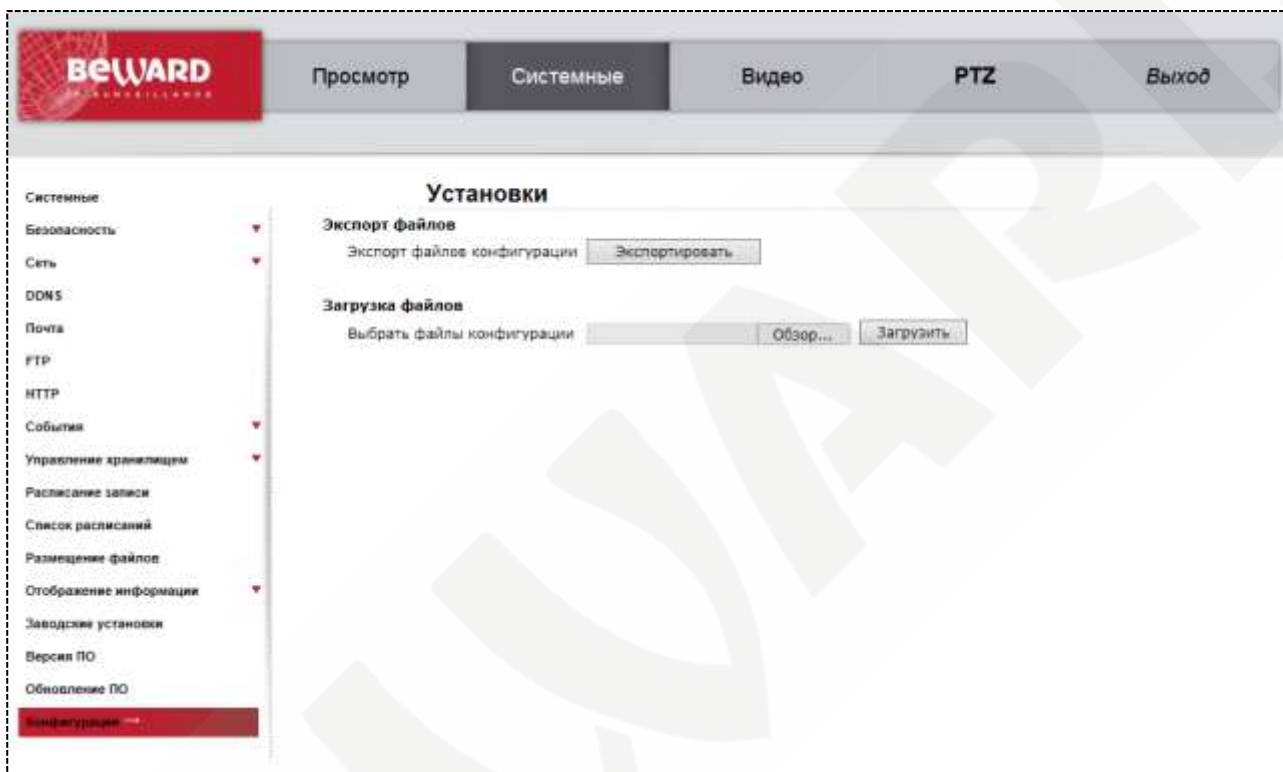 BEWARD
Просмотр
Системные
Видео
PTZ
Выход
Системные
Безопасность
Сеть
DDNS
Почта
FTP
HTTP
События
Управление хранилищем
Расписание записи
Список расписаний
Размещение файлов
Отображение информации
Заводские установки
Версия ПО
Обновление ПО
Конфигурация
Установки
Экспорт файлов
Экспорт файлов конфигурации Экспортировать
Загрузка файлов
Выбрать файлы конфигурации Обзор... Загрузить